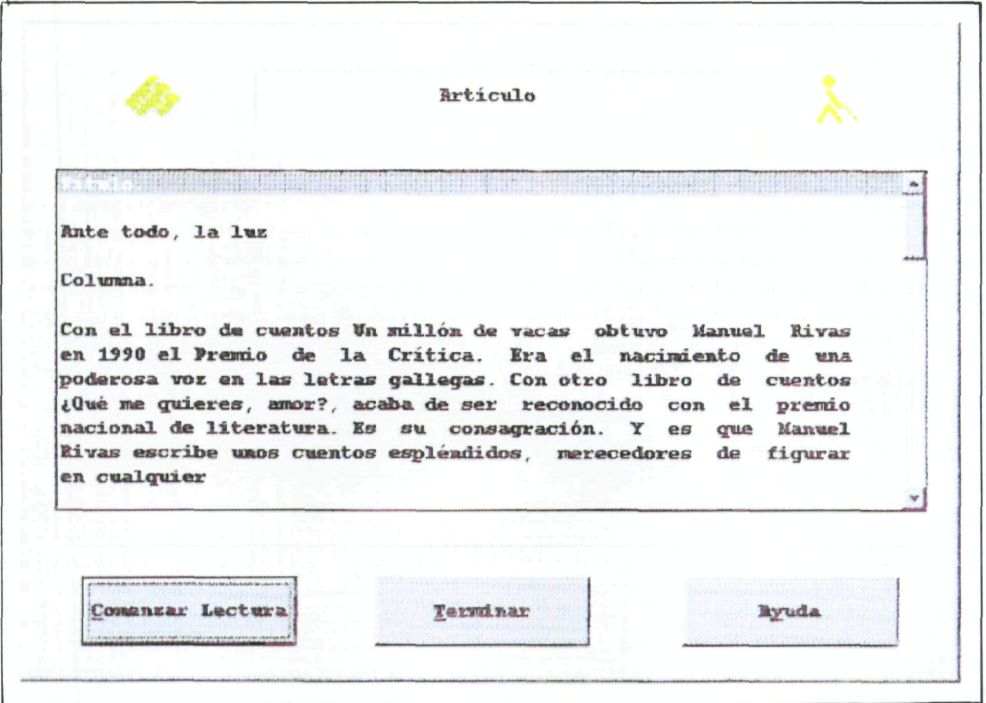 Artículo
Título
Ante todo, la luz
Columna.
Con el libro de cuentos Un millón de vacas obtuvo Manuel Rivas
en 1990 el Premio de la Crítica. Era el nacimiento de una
poderosa voz en las letras gallegas. Con otro libro de cuentos
¿Qué me quieres, amor?, acaba de ser reconocido con el premio
nacional de literatura. Es su consagración. Y es que Manuel
Rivas escribe unos cuentos espléndidos, merecedores de figurar
en cualquier
Comenzar Lectura
Terminar
Ayuda